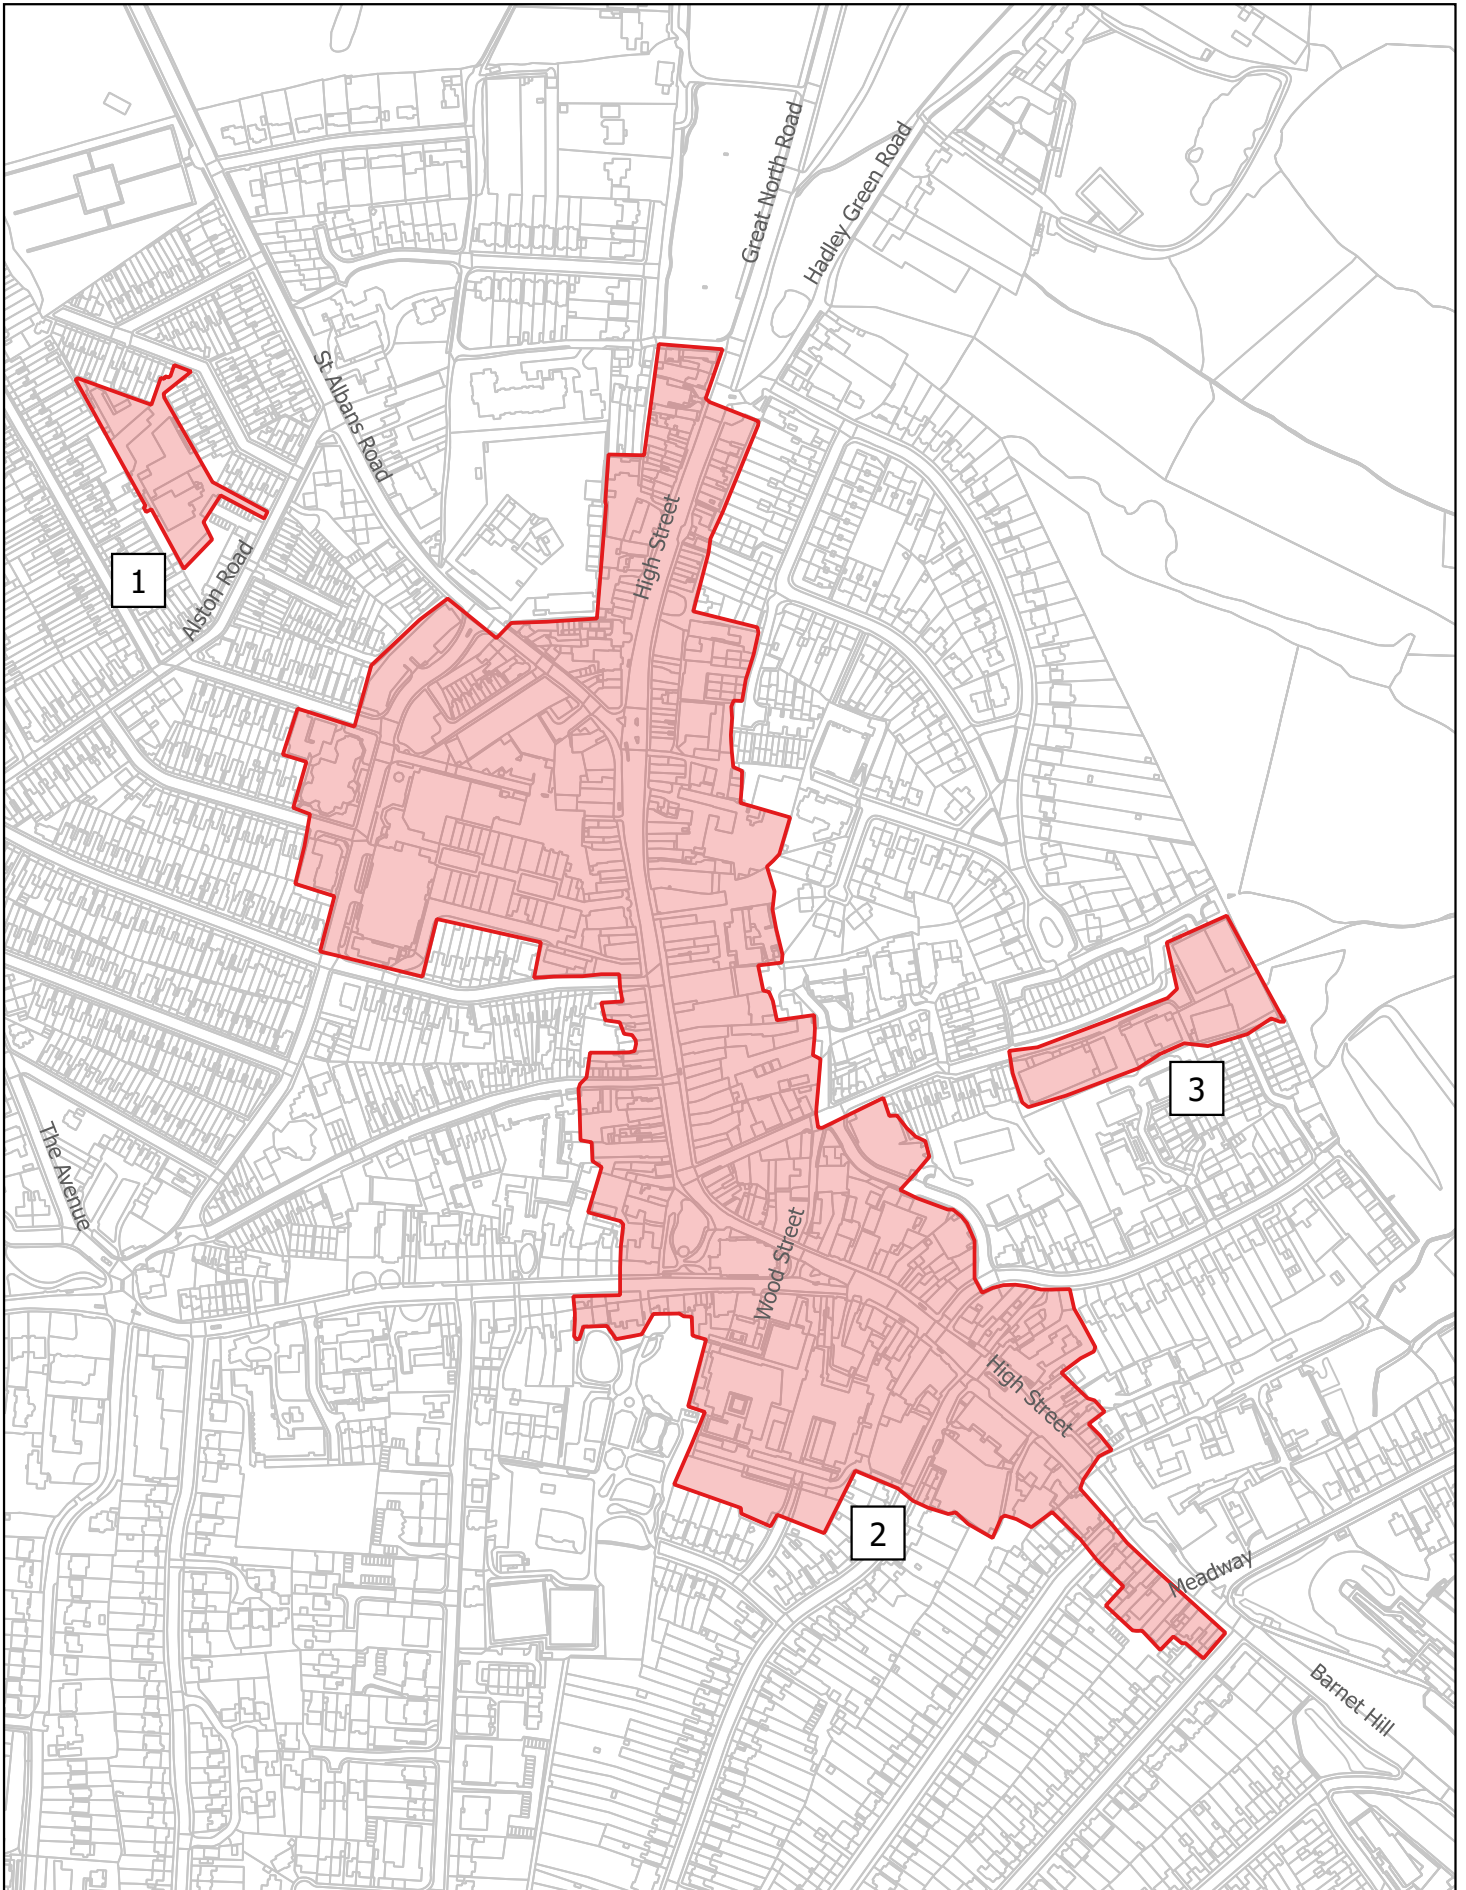 Great North Road
Hadley Green Road
St Albans Road
High Street
1
Alston Road
3
The Avenue
Wood Street
High Street
2
Meadway
Barnet Hill